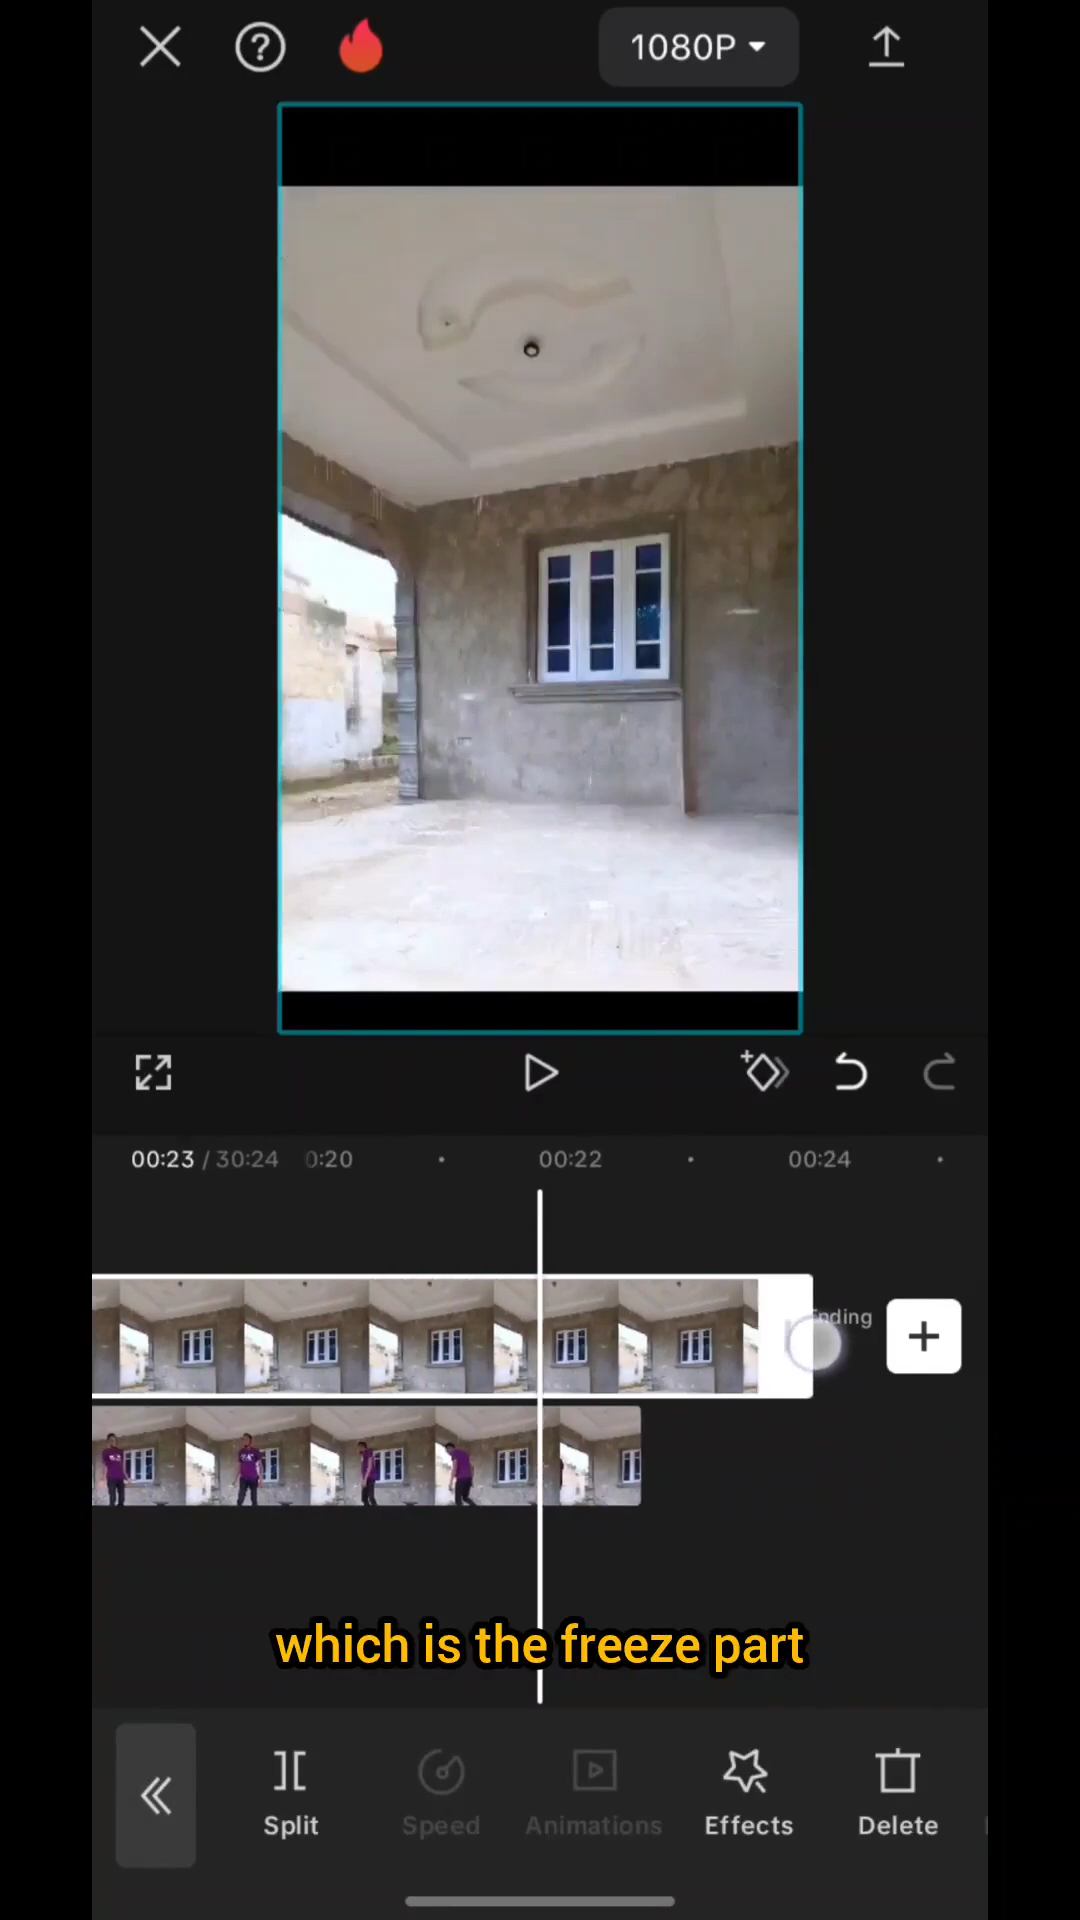 1080P
00:23 / 30:24 0:20 00:22 00:24
Ending
which is the freeze part
Split
Speed
Animations
Effects
Delete